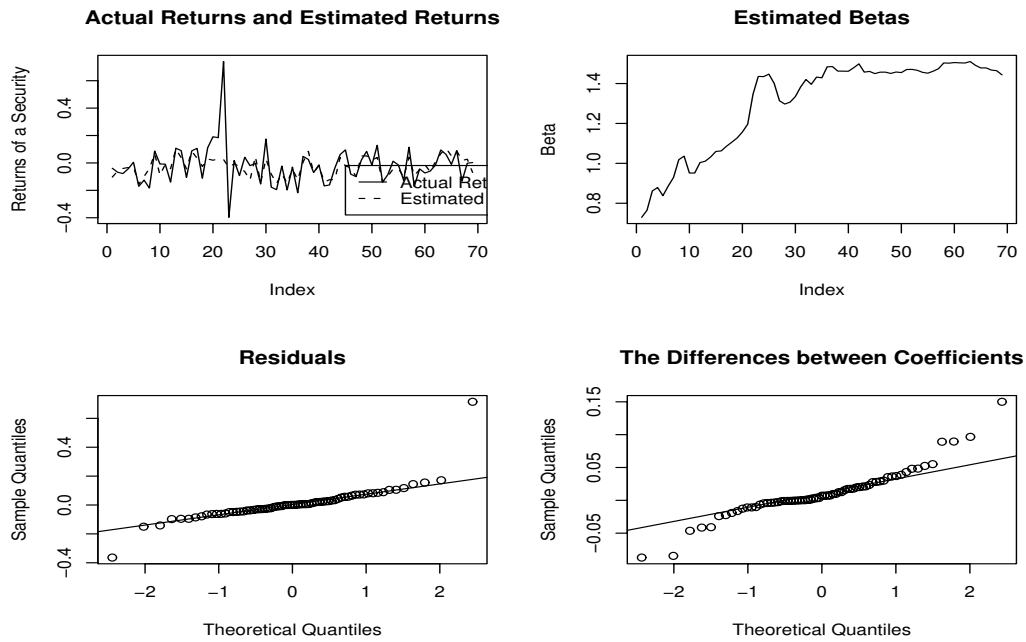 Actual Returns and Estimated Returns
Returns of a Security
−0.4 0.0 0.4
Actual Ret
Estimated
0 10 20 30 40 50 60 70
Index
Estimated Betas
Beta
0.8 1.0 1.2 1.4
0 10 20 30 40 50 60 70
Index
Residuals
Sample Quantiles
−0.4 0.0 0.4
−2 −1 0 1 2
Theoretical Quantiles
The Differences between Coefficients
Sample Quantiles
−0.05 0.05 0.15
−2 −1 0 1 2
Theoretical Quantiles